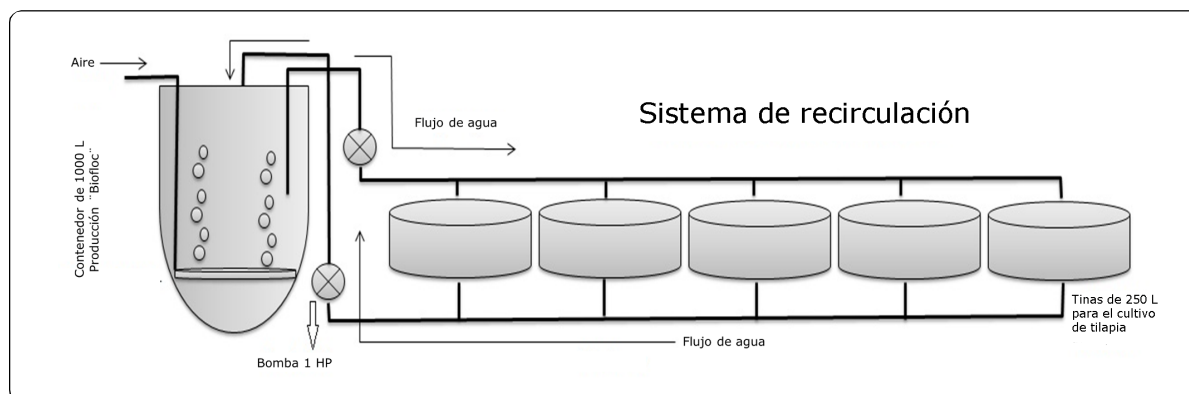 Sistema de recirculación
Aire
Flujo de agua
Contenedor de 1000 L
Producción ¨Biofloc¨
Tinas de 250 L
para el cultivo
de tilapia
Flujo de agua
Bomba 1 HP